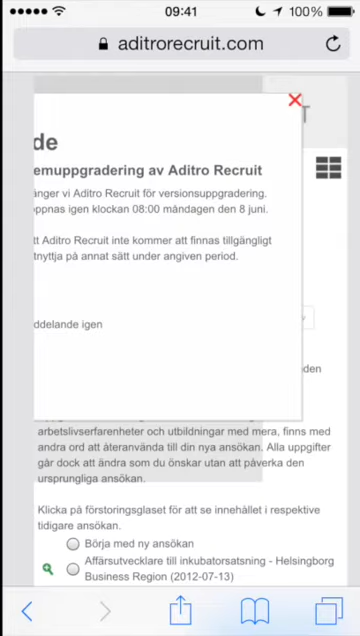 09:41
100%
aditrorecruit.com
T
de
emuppgradering av Aditro Recruit
änger vi Aditro Recruit för versionsuppgradering.
öppnas igen klockan 08:00 måndagen den 8 juni.
tt Aditro Recruit inte kommer att finnas tillgängligt
tnyttja på annat sätt under angiven period.
ddelande igen
den
arbetslivserfarenheter och utbildningar med mera, finns med
andra ord att återanvända till din nya ansökan. Alla uppgifter
går dock att ändra som du önskar utan att påverka den
ursprungliga ansökan.
Klicka på förstoringsglaset för att se innehållet i respektive
tidigare ansökan.
Börja med ny ansökan
Affärsutvecklare till inkubatorsatsning - Helsingborg
Business Region (2012-07-13)